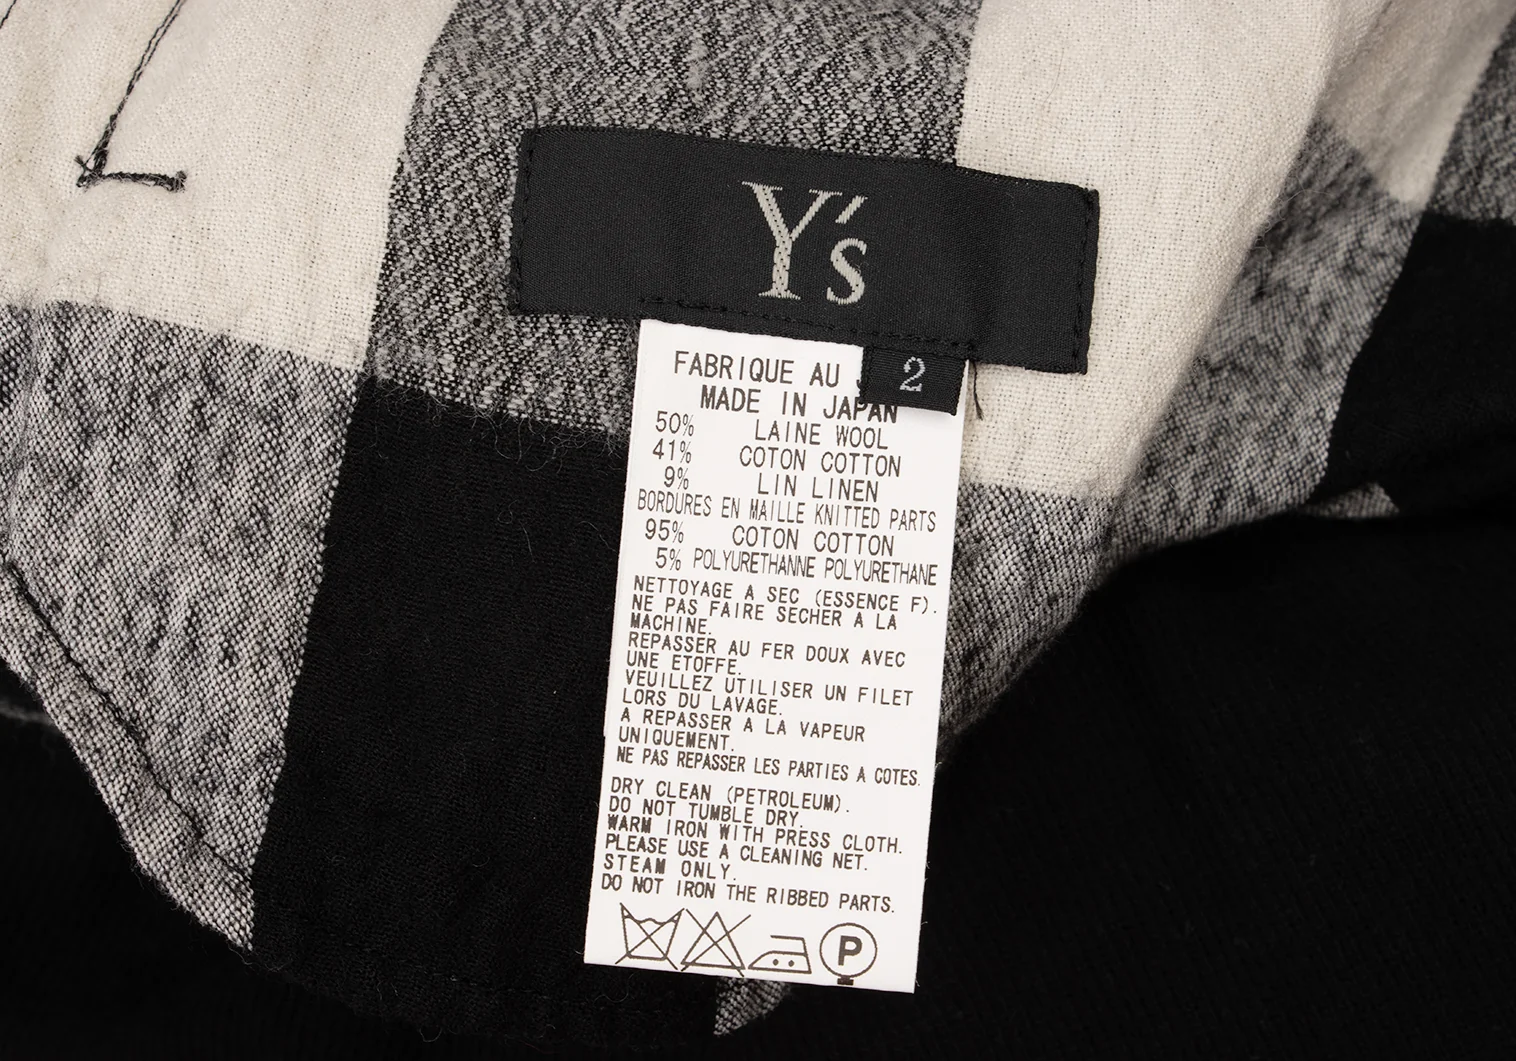 Y's
2
FABRIQUE AU
MADE IN JAPAN
50% LAINE WOOL
41% COTON COTTON
9% LIN LINEN
BORDURES EN MAILLE KNITTED PARTS
95% COTON COTTON
5% POLYURETHANNE POLYURETHANE
NETTOYAGE A SEC (ESSENCE F).
NE PAS FAIRE SECHER A LA
MACHINE.
REPASSER AU FER DOUX AVEC
UNE ETOFFE.
VEUILLEZ UTILISER UN FILET
LORS DU LAVAGE.
A REPASSER A LA VAPEUR
UNIQUEMENT.
NE PAS REPASSER LES PARTIES A COTES.
DRY CLEAN (PETROLEUM).
DO NOT TUMBLE DRY.
WARM IRON WITH PRESS CLOTH.
PLEASE USE A CLEANING NET.
STEAM ONLY.
DO NOT IRON THE RIBBED PARTS.
P